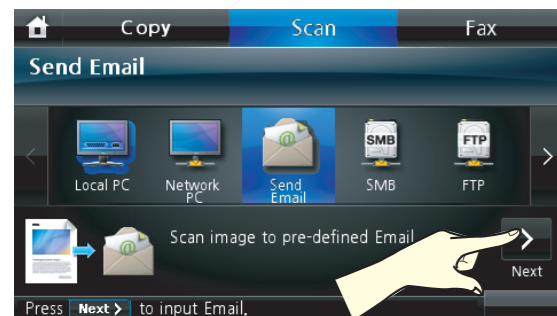 Copy
Scan
Fax
Send Email
@
SMB
FTP
Local PC
Network PC
Send Email
SMB
FTP
@
Scan image to pre-defined Email
Next
Press Next > to input Email.